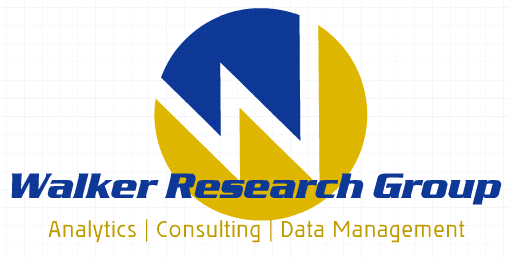 Walker Research Group
Analytics | Consulting | Data Management